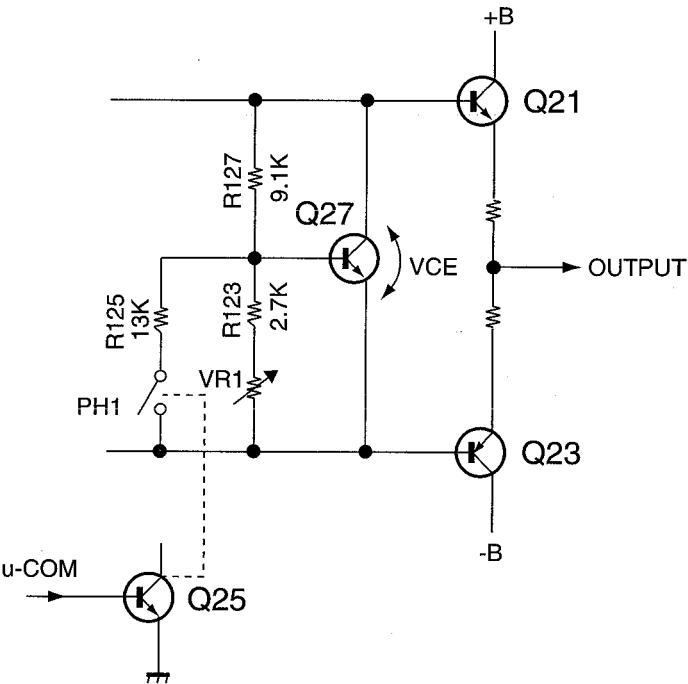 +B
Q21
R127
9.1K
Q27
VCE
OUTPUT
R125
13K
R123
2.7K
VR1
PH1
Q23
-B
u-COM
Q25